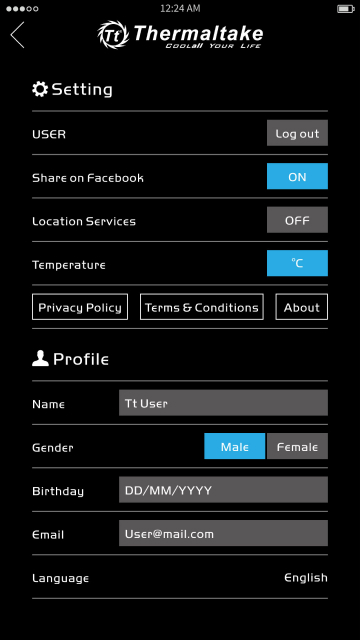 12:24 AM
Tt Thermaltake
COOLall YOUR LIFE
Setting
USER Log out
Share on Facebook ON
Location Services OFF
Temperature °C
Privacy Policy Terms & Conditions About
Profile
Name Tt User
Gender Male Female
Birthday DD/MM/YYYY
Email User@mail.com
Language English